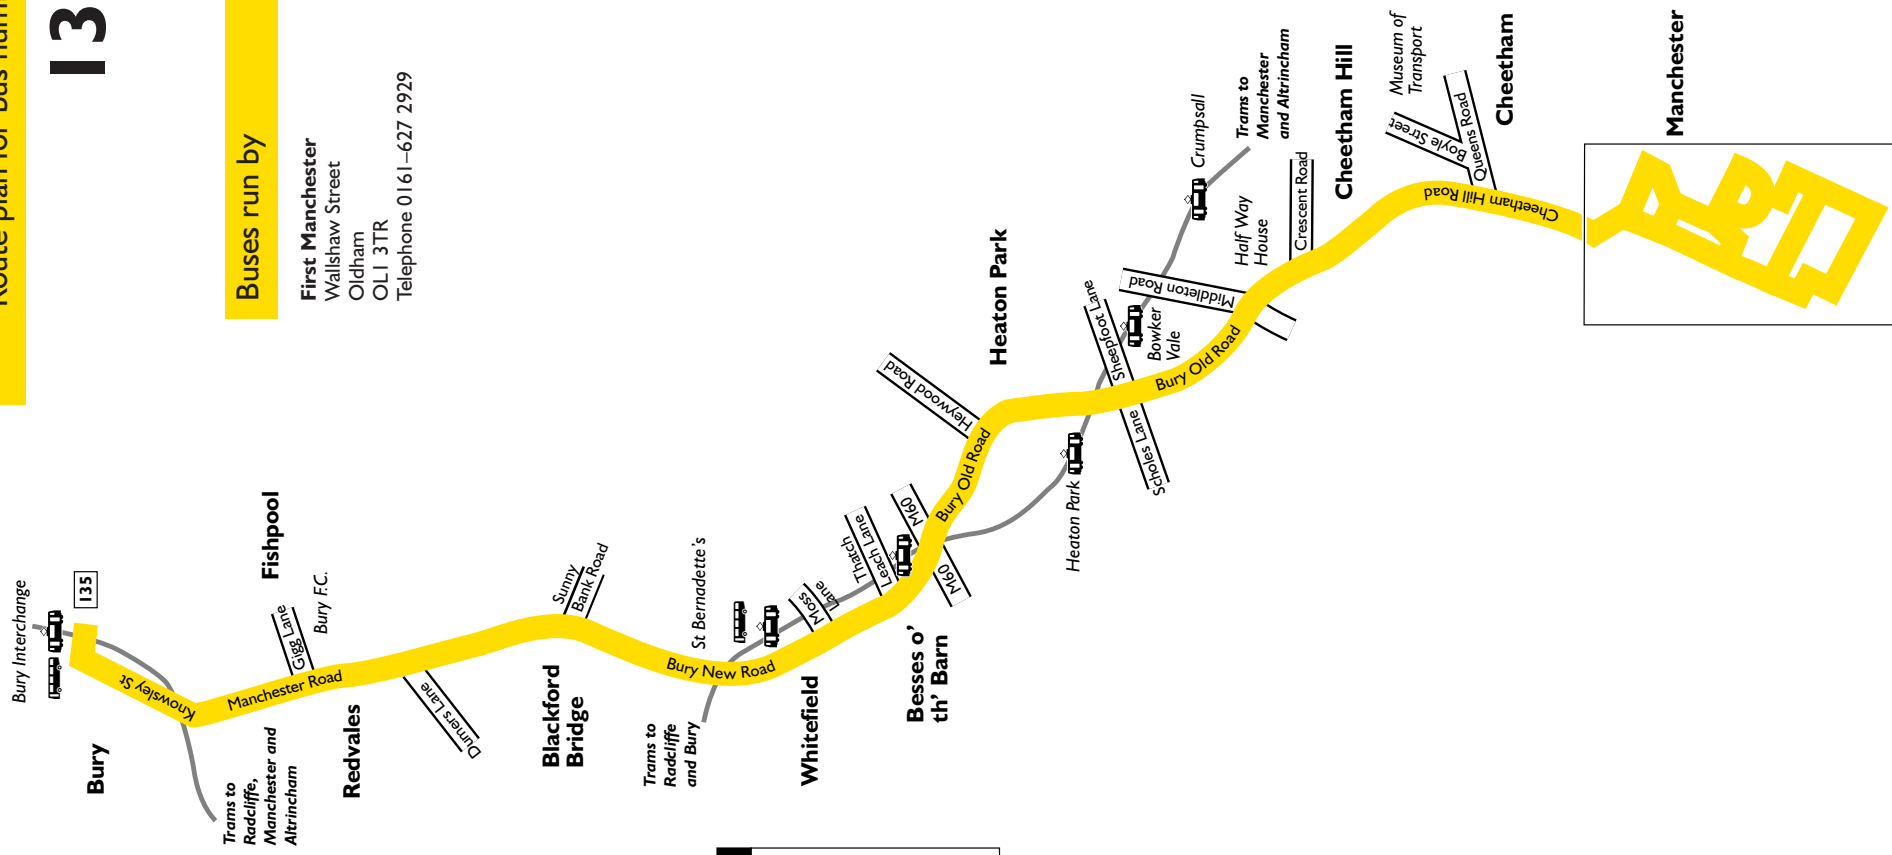 Route plan for bus num
13
Buses run by
First Manchester
Wallshaw Street
Oldham
OL1 3TR
Telephone 0161–627 2929
Bury Interchange
135
Bury
Knowsley St
Trams to
Radcliffe,
Manchester and
Altrincham
Fishpool
Gigg Lane
Bury F.C.
Manchester Road
Redvales
Dumers Lane
Sunny
Bank Road
Blackford
Bridge
St Bernadette's
Bury New Road
Trams to
Radcliffe
and Bury
Whitefield
Moss
Lane
Thatch
Leach Lane
Besses o'
th' Barn
M60
M60
Bury Old Road
Heywood Road
Heaton Park
Heaton Park
Scholes Lane
Sheepfoot Lane
Bowker
Vale
Bury Old Road
Middleton Road
Crumpsall
Trams to
Manchester
and Altrincham
Half Way
House
Crescent Road
Cheetham Hill
Museum of
Transport
Boyle Street
Queens Road
Cheetham Hill Road
Cheetham
Manchester